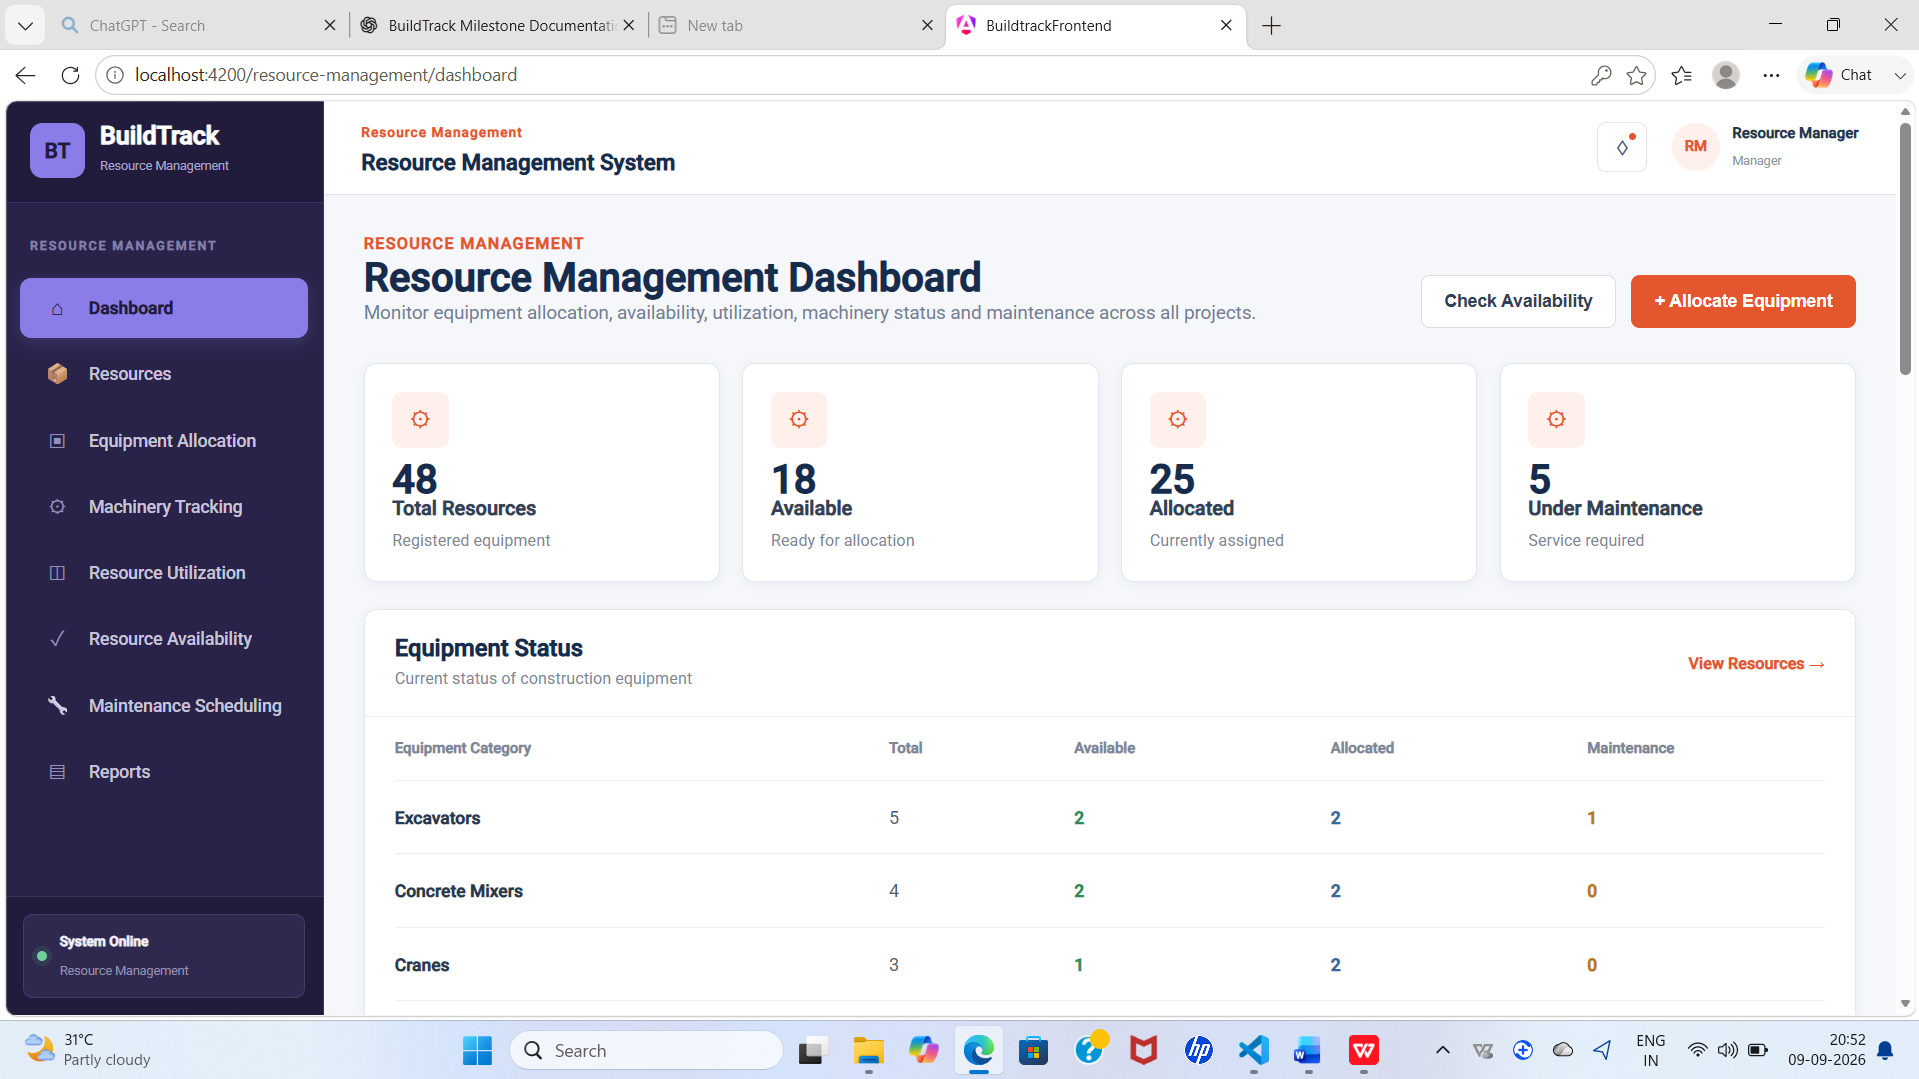 ChatGPT - Search
BuildTrack Milestone Documentati
New tab
BuildtrackFrontend
localhost:4200/resource-management/dashboard
Chat
BT
BuildTrack
Resource Management
RESOURCE MANAGEMENT
Dashboard
Resources
Equipment Allocation
Machinery Tracking
Resource Utilization
Resource Availability
Maintenance Scheduling
Reports
System Online
Resource Management
Resource Management
Resource Management System
RM
Resource Manager
Manager
RESOURCE MANAGEMENT
Resource Management Dashboard
Monitor equipment allocation, availability, utilization, machinery status and maintenance across all projects.
Check Availability
+ Allocate Equipment
48
Total Resources
Registered equipment
18
Available
Ready for allocation
25
Allocated
Currently assigned
5
Under Maintenance
Service required
Equipment Status
Current status of construction equipment
View Resources →
Equipment Category Total Available Allocated Maintenance
Excavators 5 2 2 1
Concrete Mixers 4 2 2 0
Cranes 3 1 2 0
31°C
Partly cloudy
Search
ENG
IN
20:52
09-09-2026